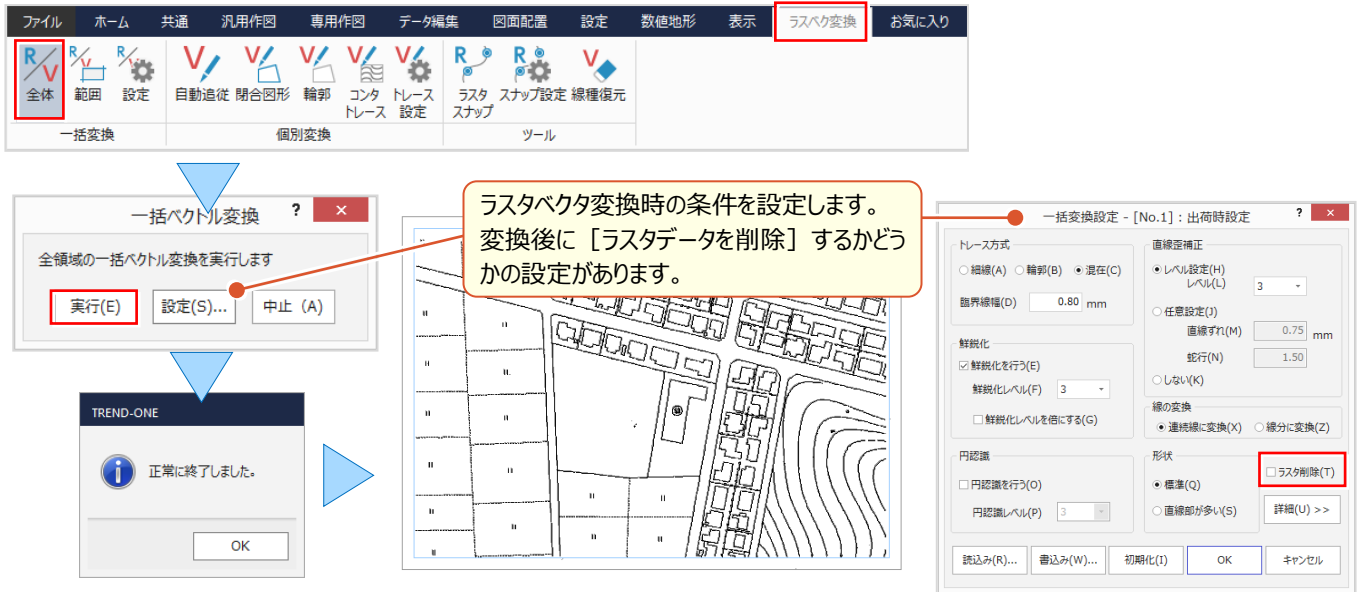 ファイル ホーム 共通 汎用作図 専用作図 データ編集 図面配置 設定 数値地形 表示 ラスベク変換 お気に入り
全体 範囲 設定 自動追従 閉合図形 輪郭 コンタトレース トレース設定 ラスタスナップ スナップ設定 線種復元
一括変換 個別変換 ツール
一括ベクトル変換 ? ×
全領域の一括ベクトル変換を実行します
実行(E) 設定(S)... 中止(A)
ラスタベクタ変換時の条件を設定します。
変換後に［ラスタデータを削除］するかどう
かの設定があります。
TREND-ONE
正常に終了しました。
OK
一括変換設定 - [No.1] : 出荷時設定 ? ×
トレース方式
細線(A) 輪郭(B) 混在(C)
臨界線幅(D) 0.80 mm
鮮鋭化
鮮鋭化を行う(E)
鮮鋭化レベル(F) 3
鮮鋭化レベルを倍にする(G)
円認識
円認識を行う(O)
円認識レベル(P) 3
直線歪補正
レベル設定(H)
レベル(L) 3
任意設定(J)
直線ずれ(M) 0.75 mm
蛇行(N) 1.50
しない(K)
線の変換
連続線に変換(X) 線分に変換(Z)
形状
標準(Q)
直線部が多い(S)
ラスタ削除(T)
詳細(U) >>
読込み(R)... 書込み(W)... 初期化(I) OK キャンセル